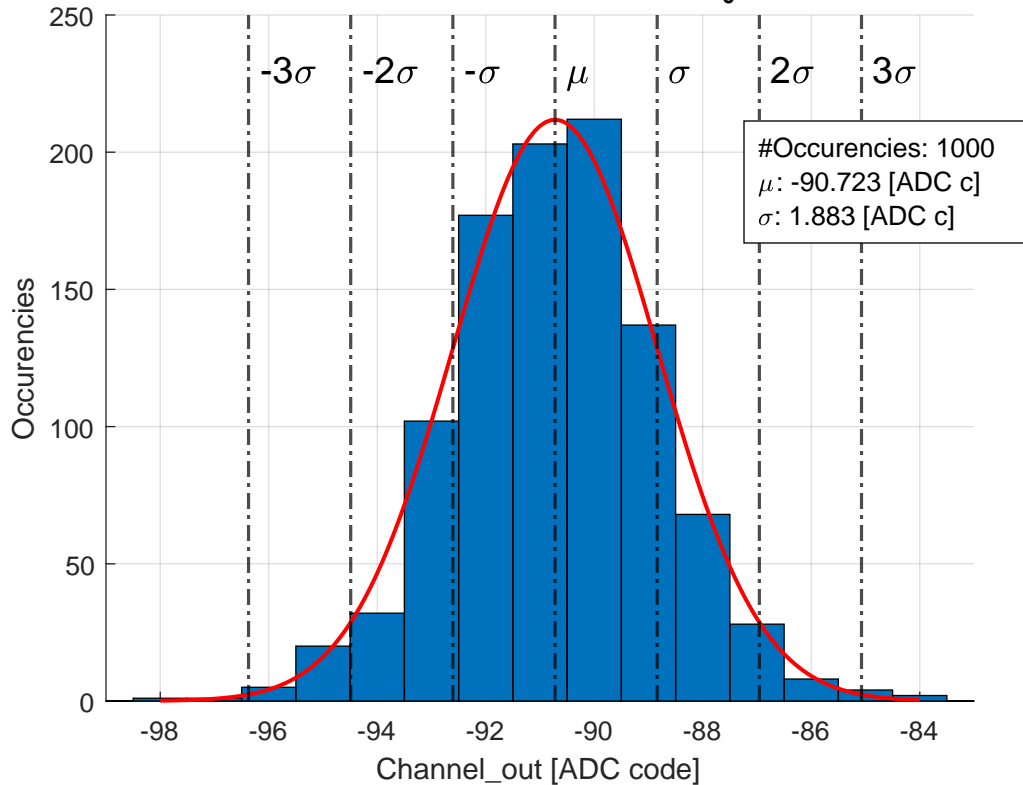 250
200
150
100
50
0
Occurencies
-3σ
-2σ
-σ
μ
σ
2σ
3σ
#Occurencies: 1000
μ: -90.723 [ADC c]
σ: 1.883 [ADC c]
-98
-96
-94
-92
-90
-88
-86
-84
Channel_out [ADC code]